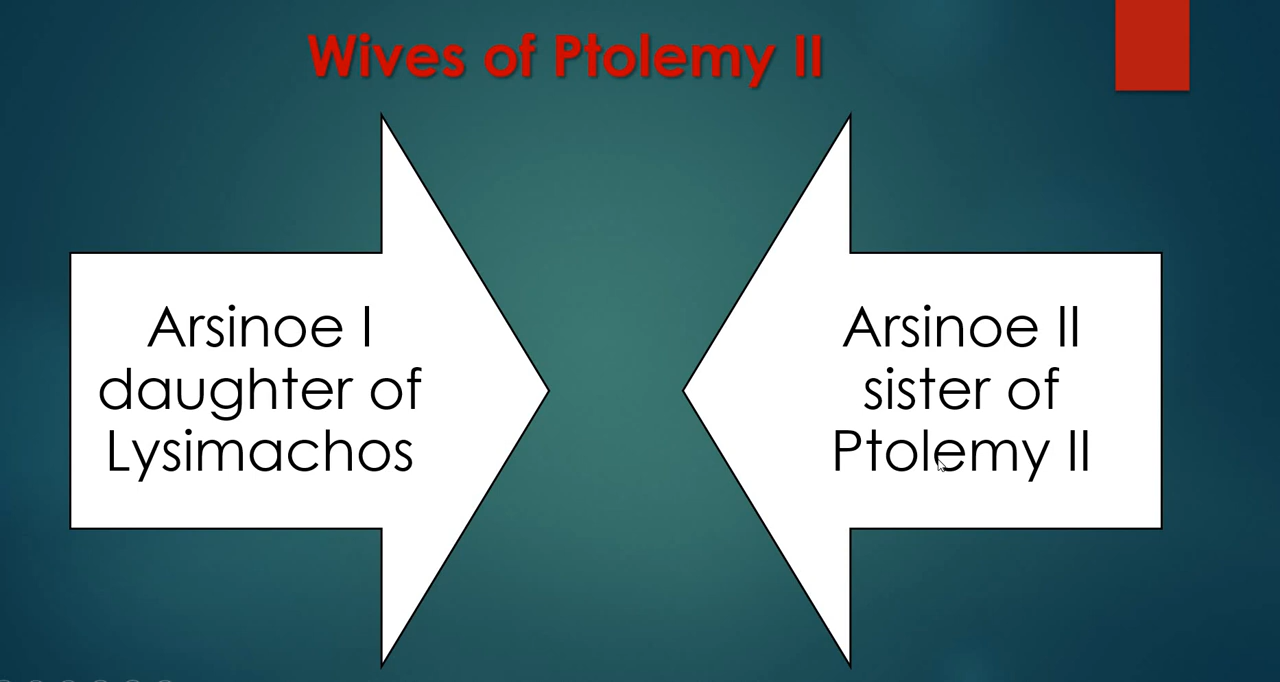 Wives of Ptolemy II
Arsinoe I
daughter of
Lysimachos
Arsinoe II
sister of
Ptolemy II